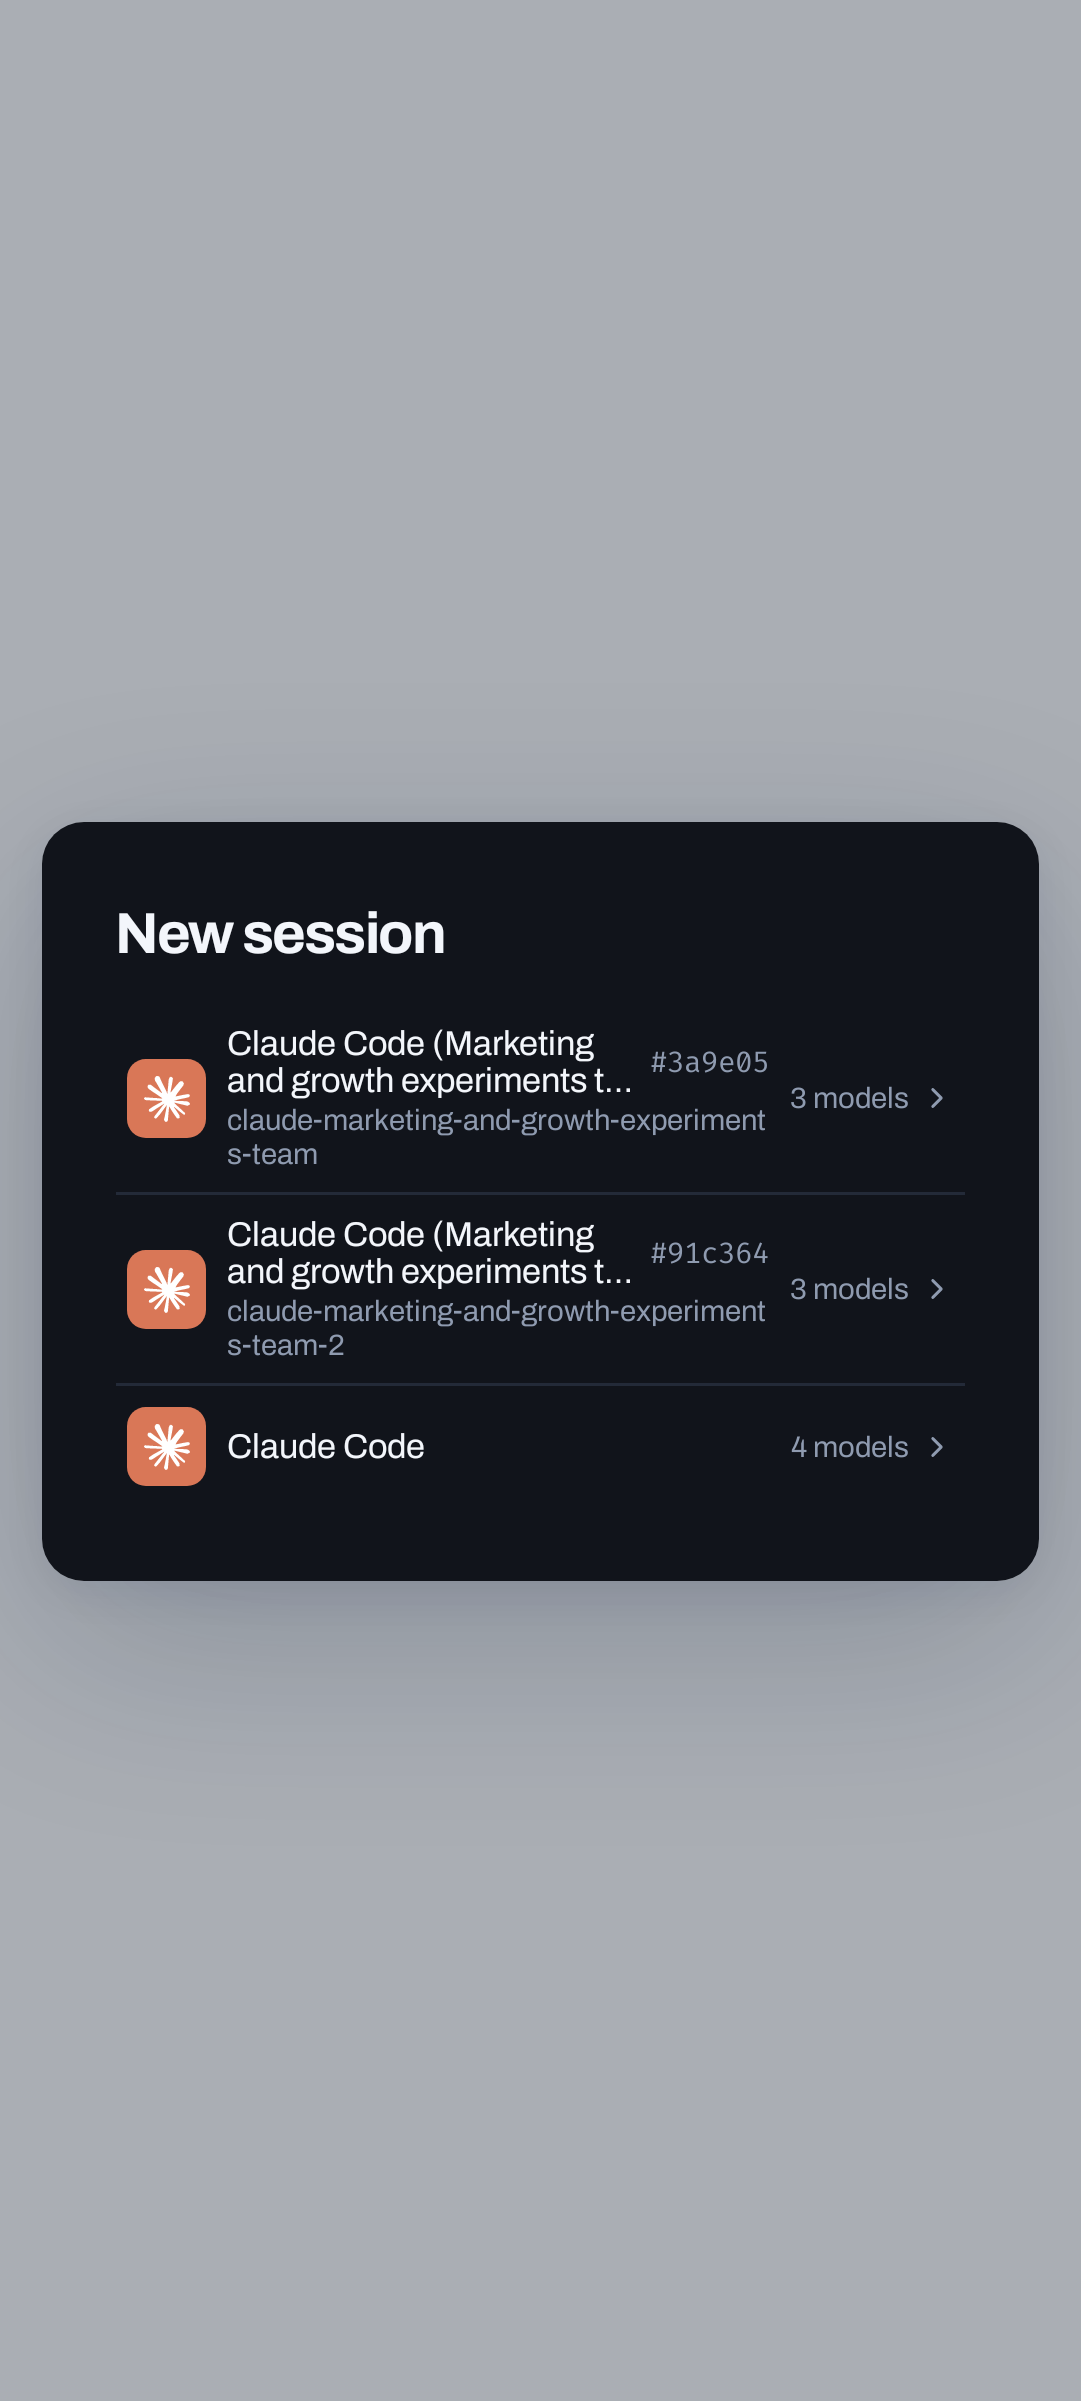 New session
Claude Code (Marketing
and growth experiments t...
#3a9e05
claude-marketing-and-growth-experiment
s-team
3 models
Claude Code (Marketing
and growth experiments t...
#91c364
claude-marketing-and-growth-experiment
s-team-2
3 models
Claude Code
4 models